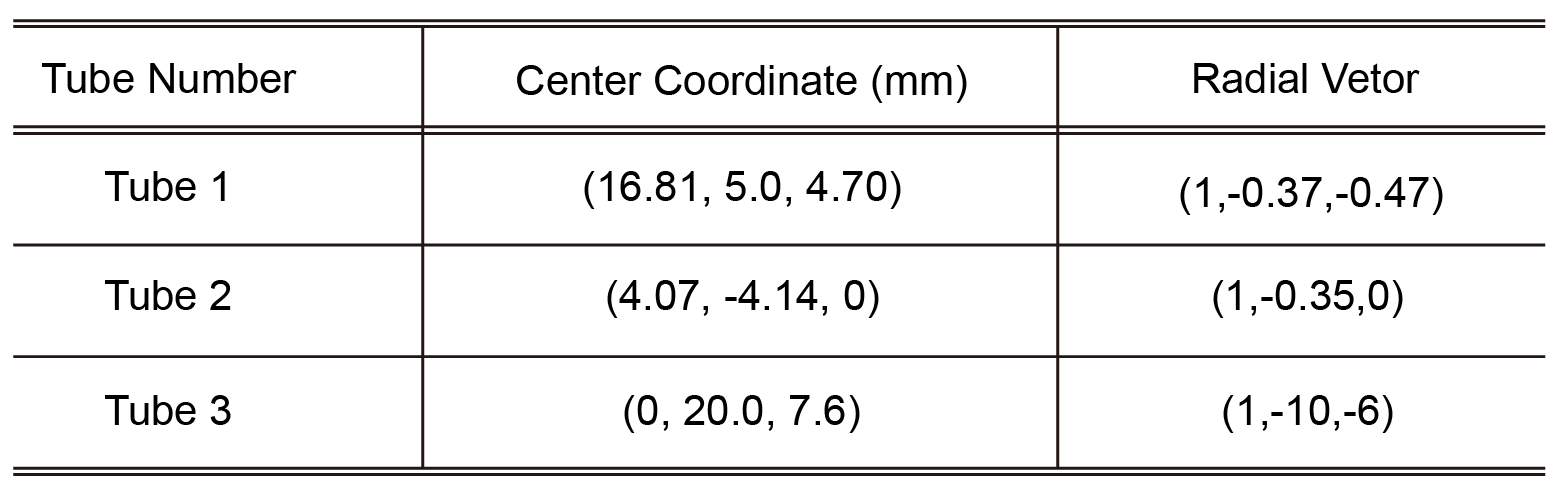 Tube Number Center Coordinate (mm) Radial Vetor
Tube 1 (16.81, 5.0, 4.70) (1,-0.37,-0.47)
Tube 2 (4.07, -4.14, 0) (1,-0.35,0)
Tube 3 (0, 20.0, 7.6) (1,-10,-6)